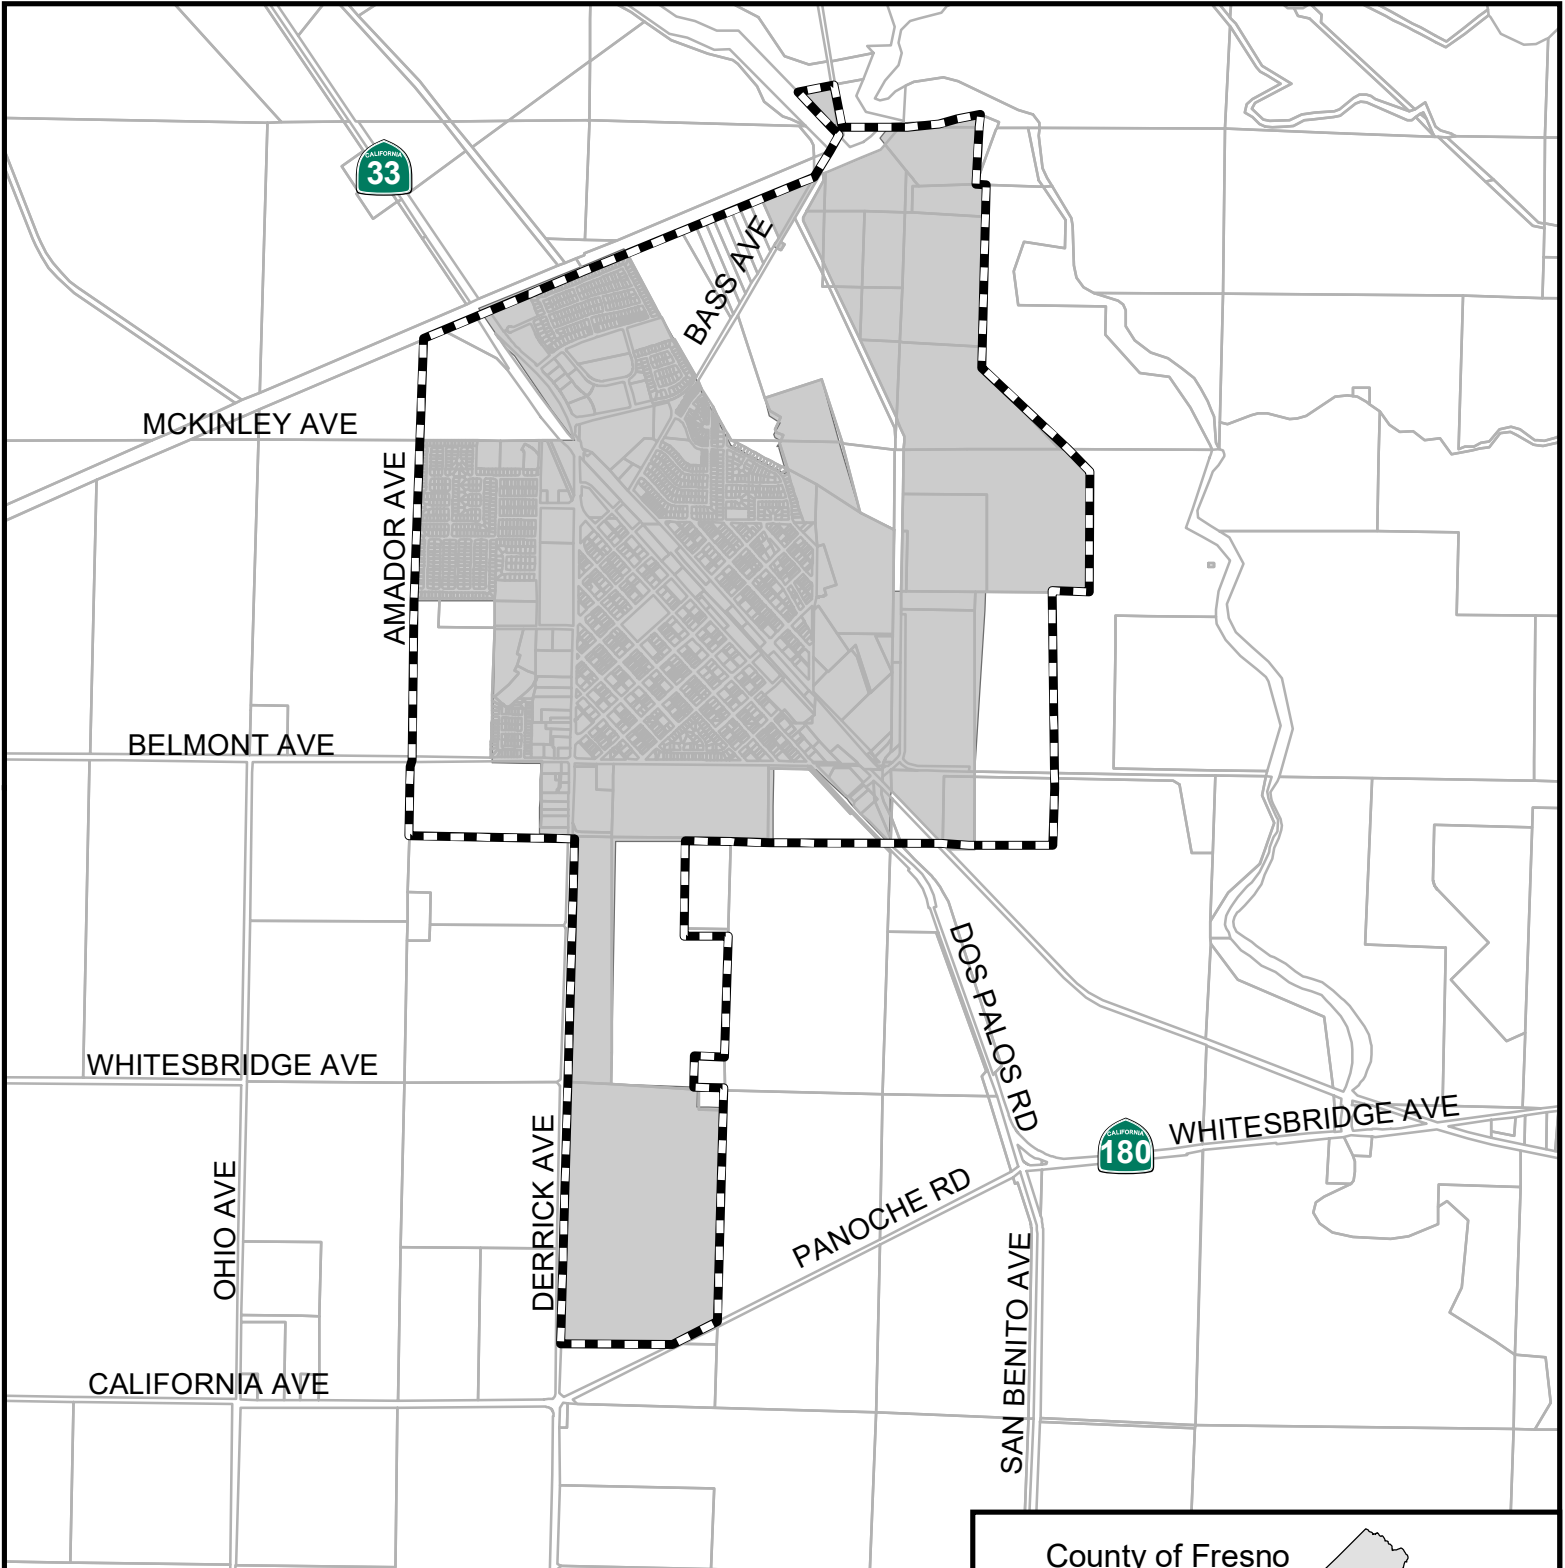 CALIFORNIA
33
BASS AVE
MCKINLEY AVE
AMADOR AVE
BELMONT AVE
DOS PALOS RD
WHITESBRIDGE AVE
CALIFORNIA
180
WHITESBRIDGE AVE
DERRICK AVE
OHIO AVE
PANOCHE RD
SAN BENITO AVE
CALIFORNIA AVE
County of Fresno